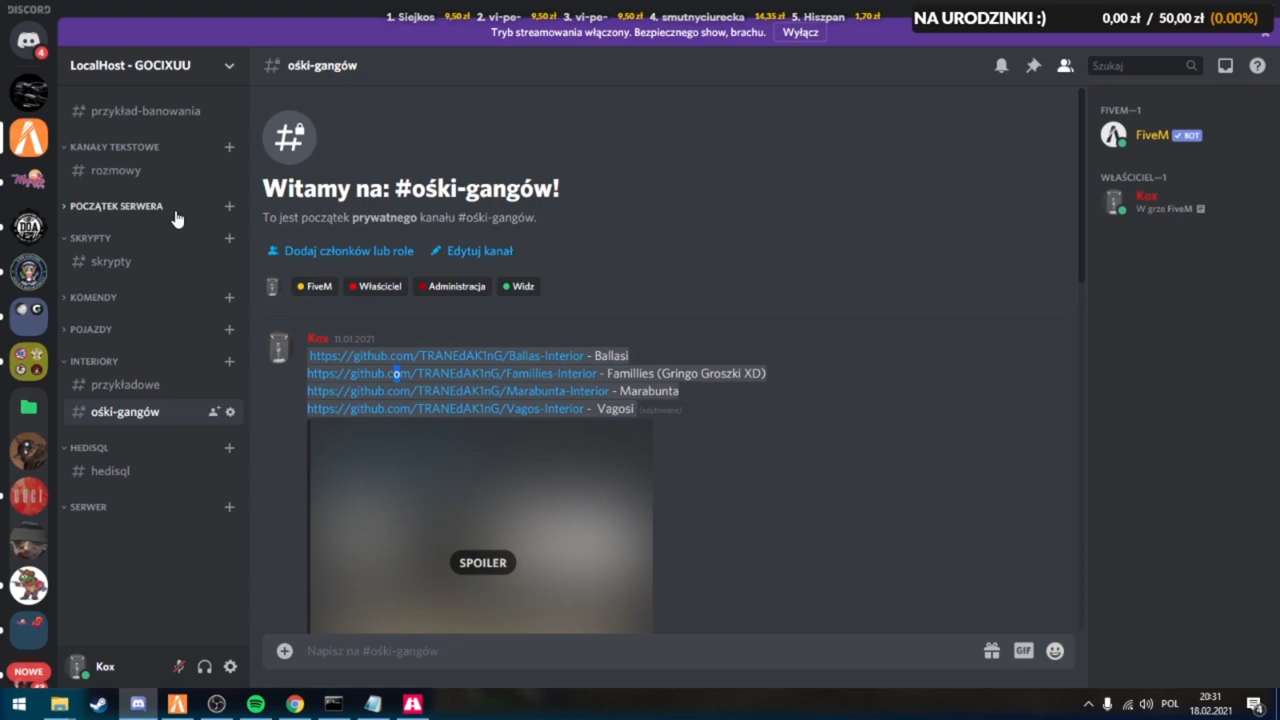 DISCORD
1. Siejkos 9,50 zł 2. vi-pe- 9,50 zł 3. vi-pe- 9,50 zł 4. smutnyciurecka 14,35 zł 5. Hiszpan 1,70 zł
NA URODZINKI :) 0,00 zł / 50,00 zł (0.00%)
Tryb streamowania włączony. Bezpiecznego show, brachu. Wyłącz
LocalHost - GOCIXUU
ośki-gangów
Szukaj
przykład-banowania
KANAŁY TEKSTOWE
rozmowy
POCZĄTEK SERWERA
SKRYPTY
skrypty
KOMENDY
POJAZDY
INTERIORY
przykładowe
ośki-gangów
HEDISQL
hedisql
SERWER
Witamy na: #ośki-gangów!
To jest początek prywatnego kanału #ośki-gangów.
Dodaj członków lub role Edytuj kanał
FiveM Właściciel Administracja Widz
Kox 11.01.2021
https://github.com/TRANEdAK1nG/Ballas-Interior - Ballasi
https://github.com/TRANEdAK1nG/Famillies-Interior - Famillies (Gringo Groszki XD)
https://github.com/TRANEdAK1nG/Marabunta-Interior - Marabunta
https://github.com/TRANEdAK1nG/Vagos-Interior - Vagosi (edytowane)
SPOILER
Napisz na #ośki-gangów
GIF
FIVEM—1
FiveM BOT
WŁAŚCICIEL—1
Kox
W grze FiveM
4
NOWE
Kox
POL
20:31
18.02.2021
4